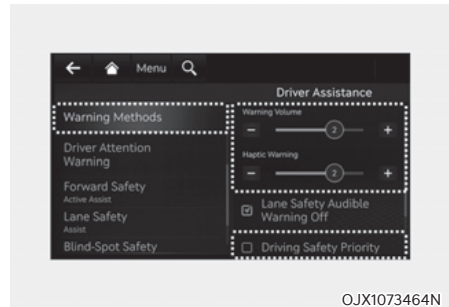 Menu
Driver Assistance
Warning Methods
Warning Volume
2
Driver Attention
Warning
Haptic Warning
2
Forward Safety
Active Assist
Lane Safety
Assist
Lane Safety Audible
Warning Off
Blind-Spot Safety
Driving Safety Priority
OJX1073464N